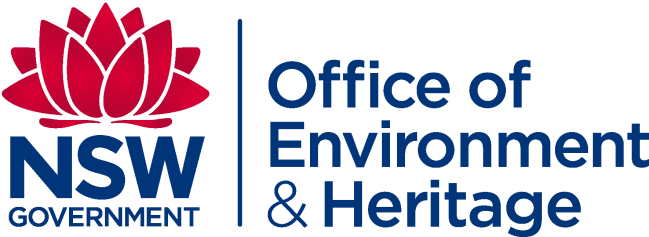 NSW
GOVERNMENT
Office of
Environment
& Heritage